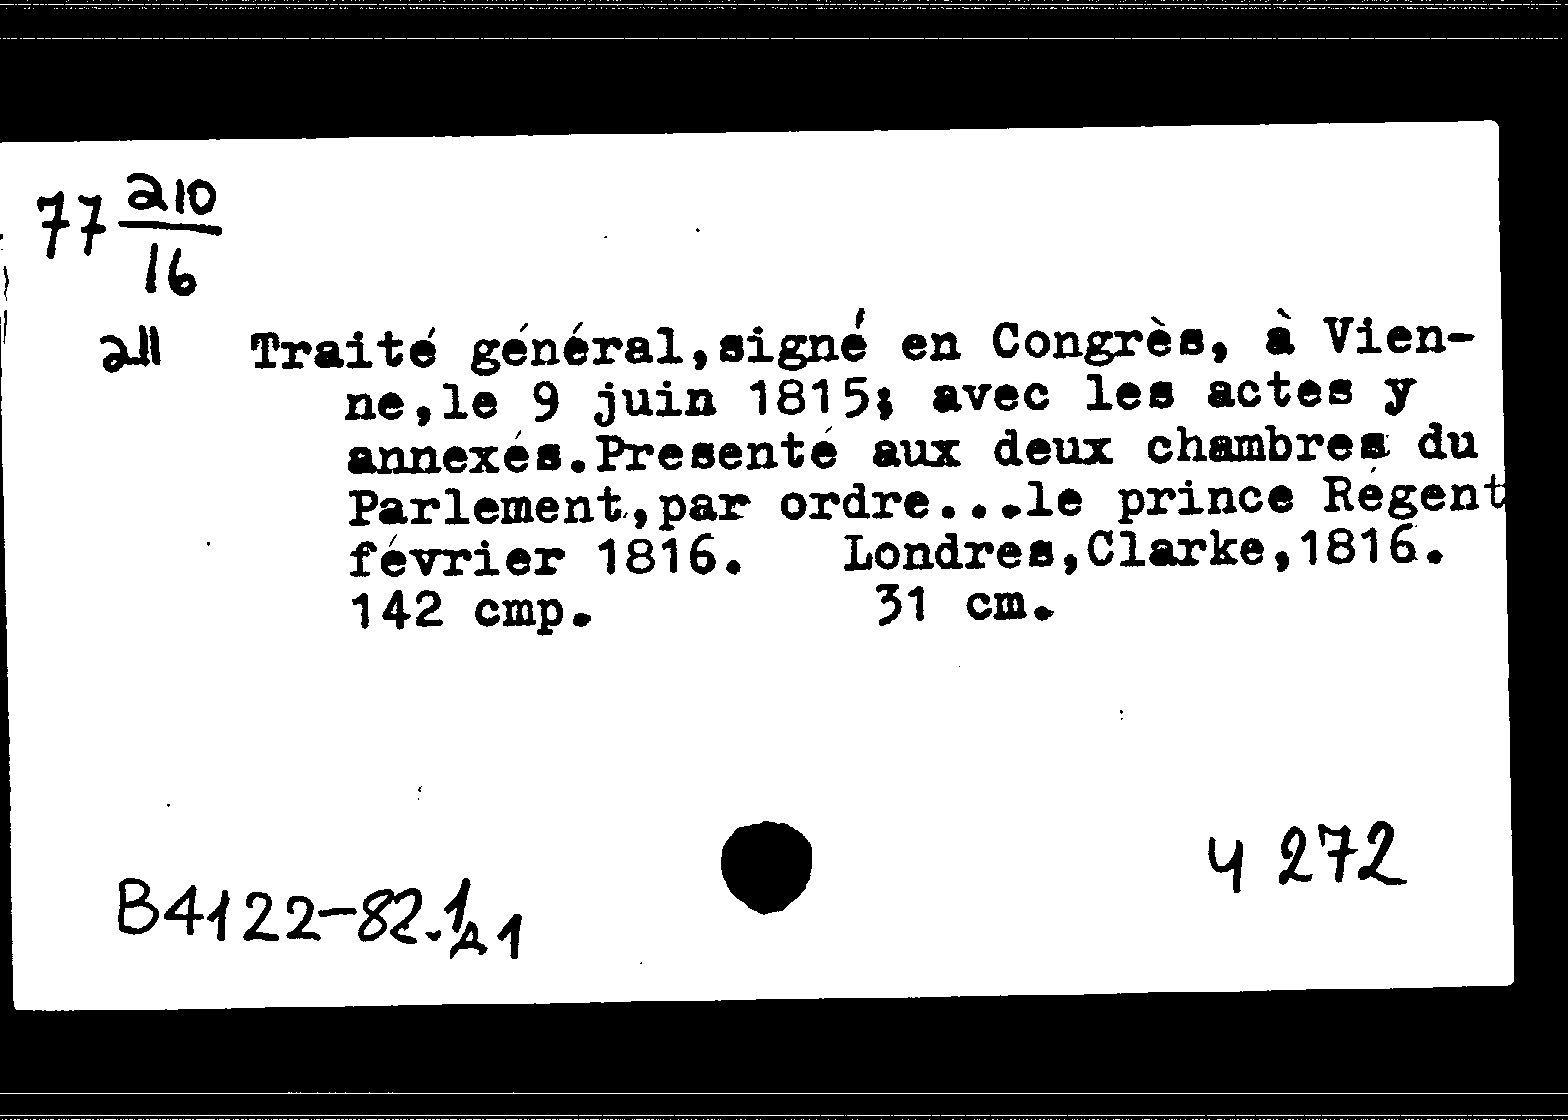 77 210/16
211
Traité général,signé en Congrès, à Vien-
ne,le 9 juin 1815; avec les actes y
annexés.Presenté aux deux chambres du
Parlement,par ordre...le prince Régent
février 1816. Londres,Clarke,1816.
142 cmp. 31 cm.
4 272
B4122-82.1